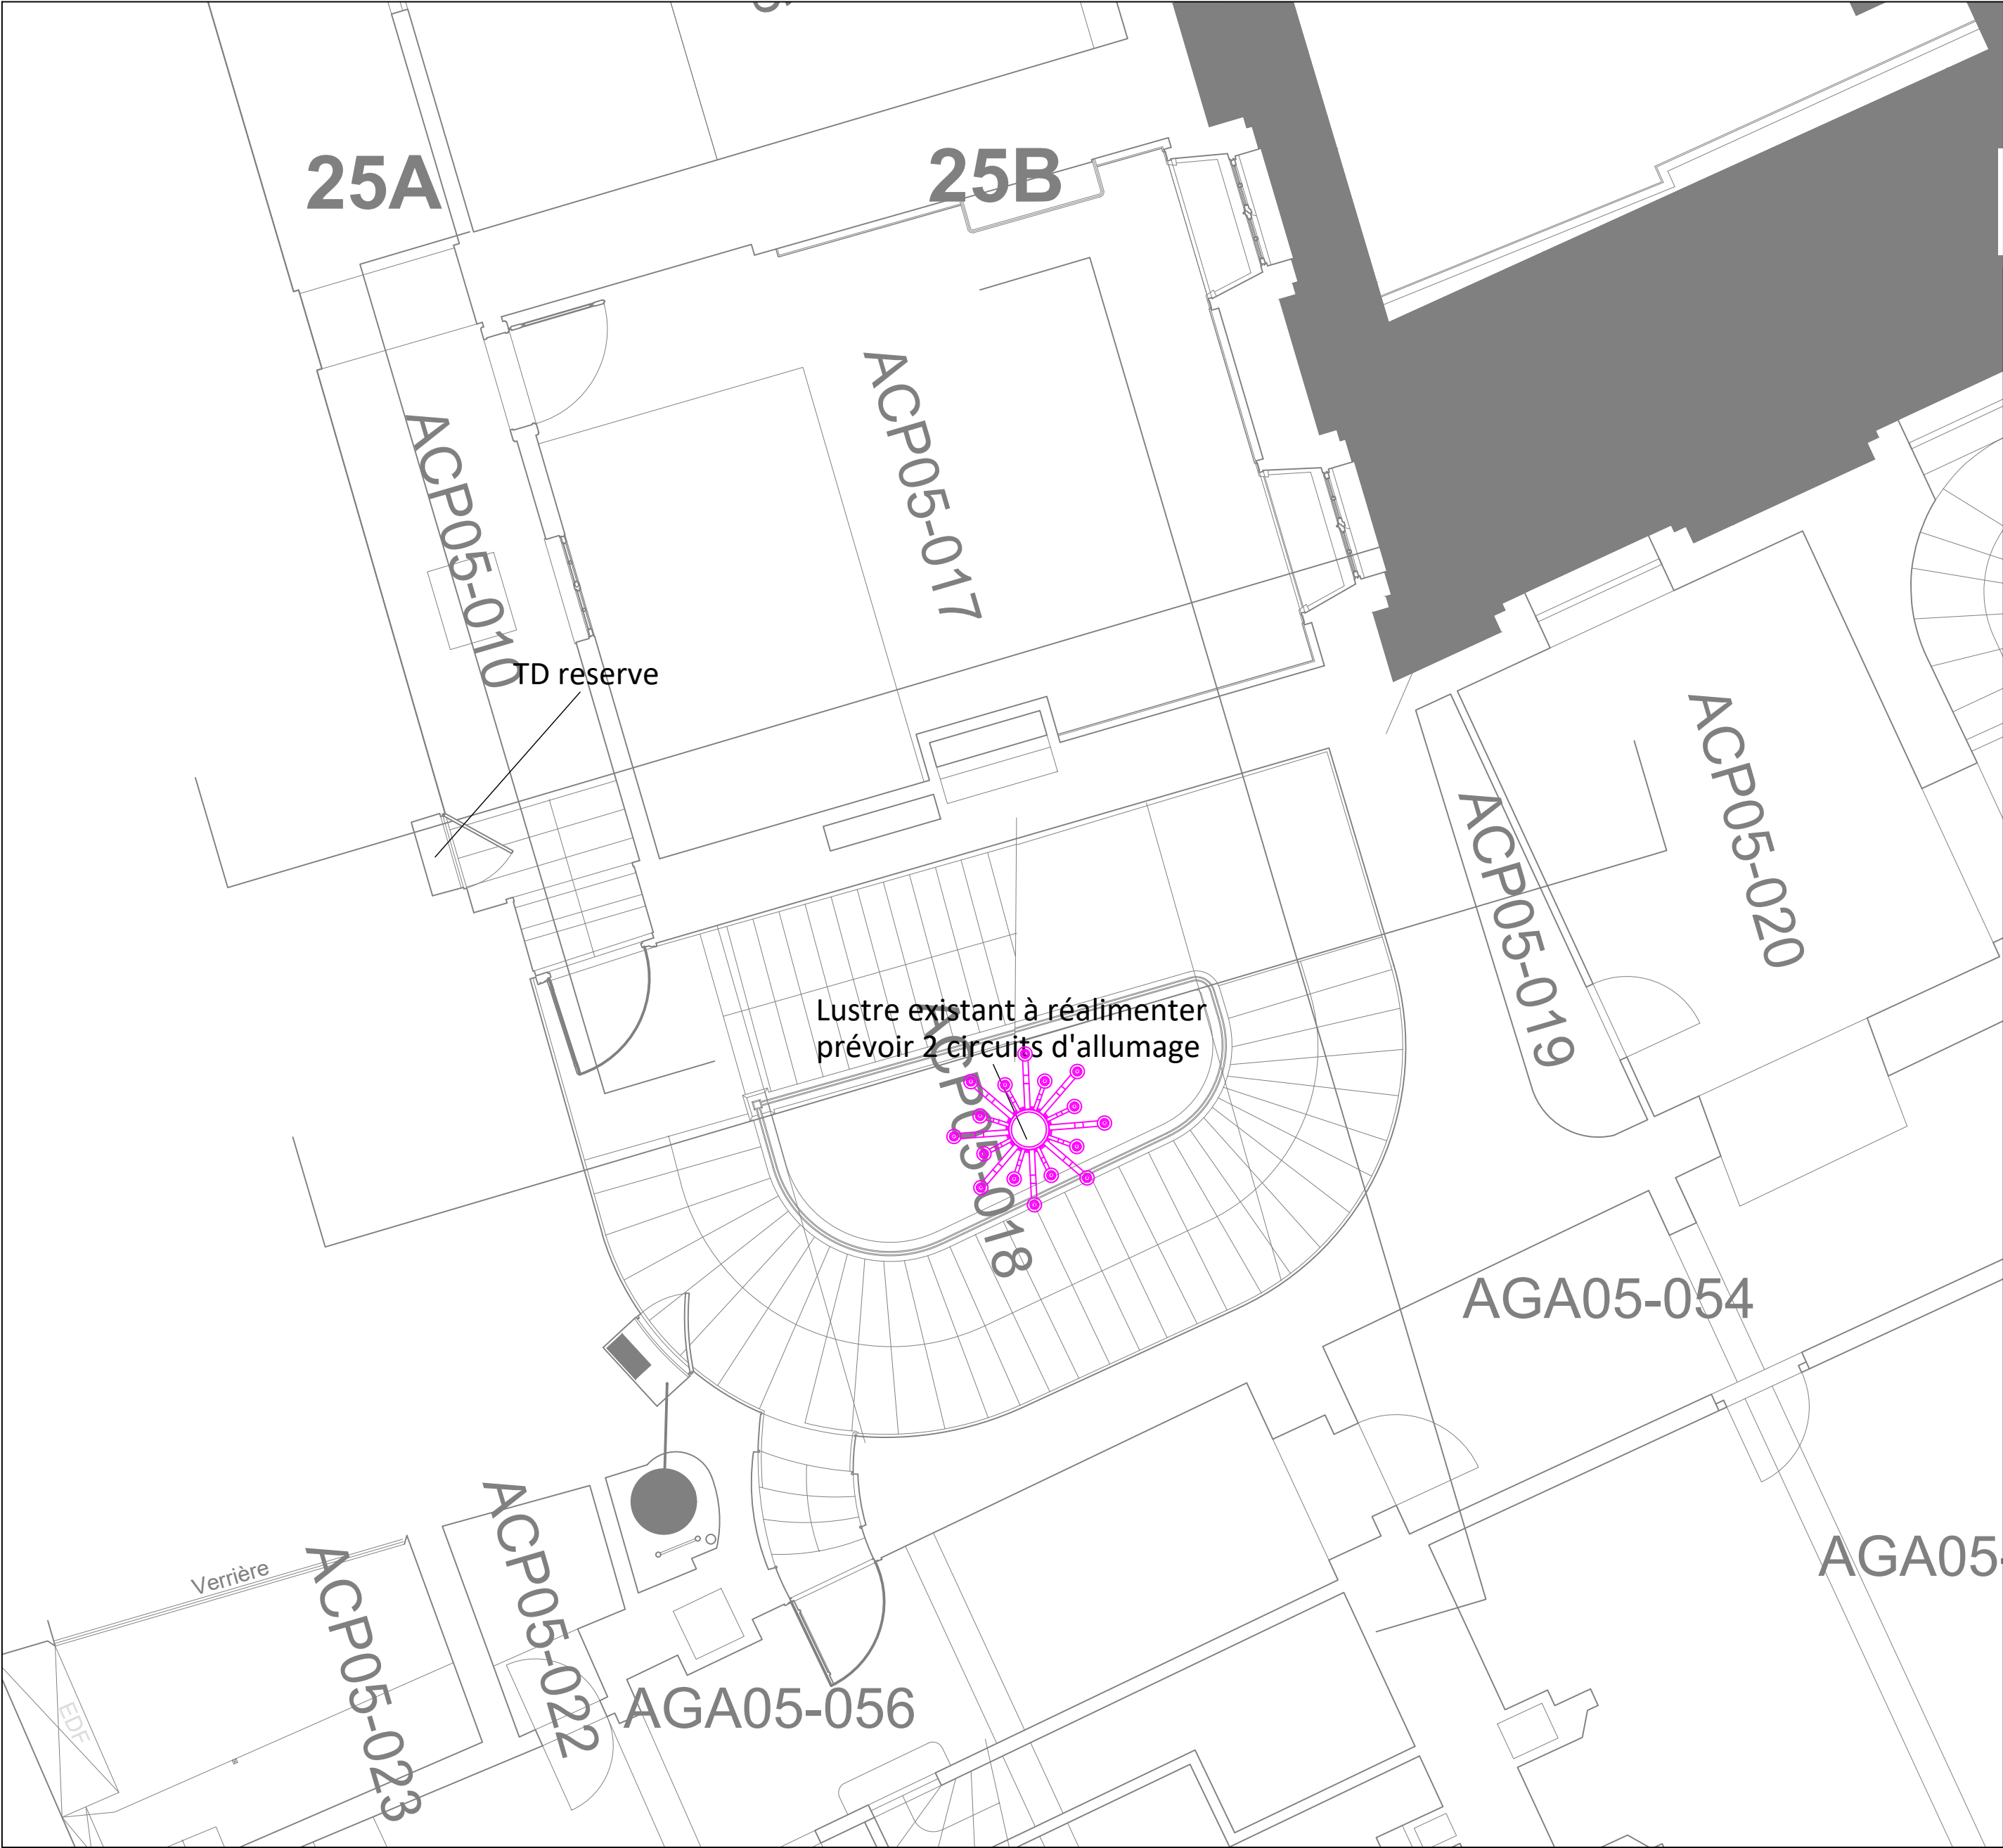 25A
25B
ACP05-010
ACP05-017
TD reserve
ACP05-020
ACP05-019
Lustre existant à réalimenter
prévoir 2 circuits d'allumage
ACP05-018
AGA05-054
AGA05-
Verrière
ACP05-023
ACP05-022
EDF
AGA05-056